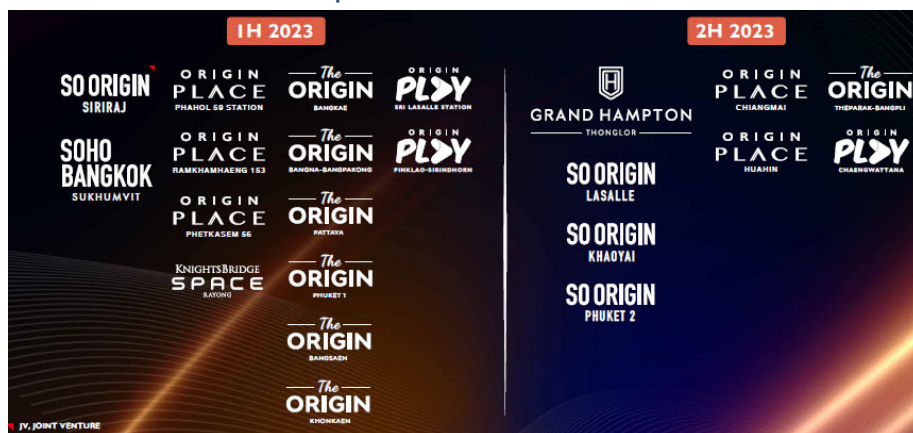 1H 2023
SO ORIGIN
SIRIRAJ
SOHO
BANGKOK
SUKHUMVIT
ORIGIN
PLACE
PHAHOL 59 STATION
ORIGIN
PLACE
RAMKHAMHAENG 153
ORIGIN
PLACE
PHETKASEM 56
KNIGHTSBRIDGE
SPACE
RAYONG
The
ORIGIN
BANGKAE
The
ORIGIN
BANGNA-BANGPAKONG
The
ORIGIN
PATTAYA
The
ORIGIN
PHUKET 1
The
ORIGIN
BANGSAEN
The
ORIGIN
KHONKAEN
ORIGIN
PLAY
SRI LASALLE STATION
ORIGIN
PLAY
PINKLAO-SIRINDHORN
2H 2023
H
GRAND HAMPTON
THONGLOR
SO ORIGIN
LASALLE
SO ORIGIN
KHAOYAI
SO ORIGIN
PHUKET 2
ORIGIN
PLACE
CHIANGMAI
ORIGIN
PLACE
HUAHIN
The
ORIGIN
THEPARAK-BANGPLI
ORIGIN
PLAY
CHAENGWATTANA
JV, JOINT VENTURE